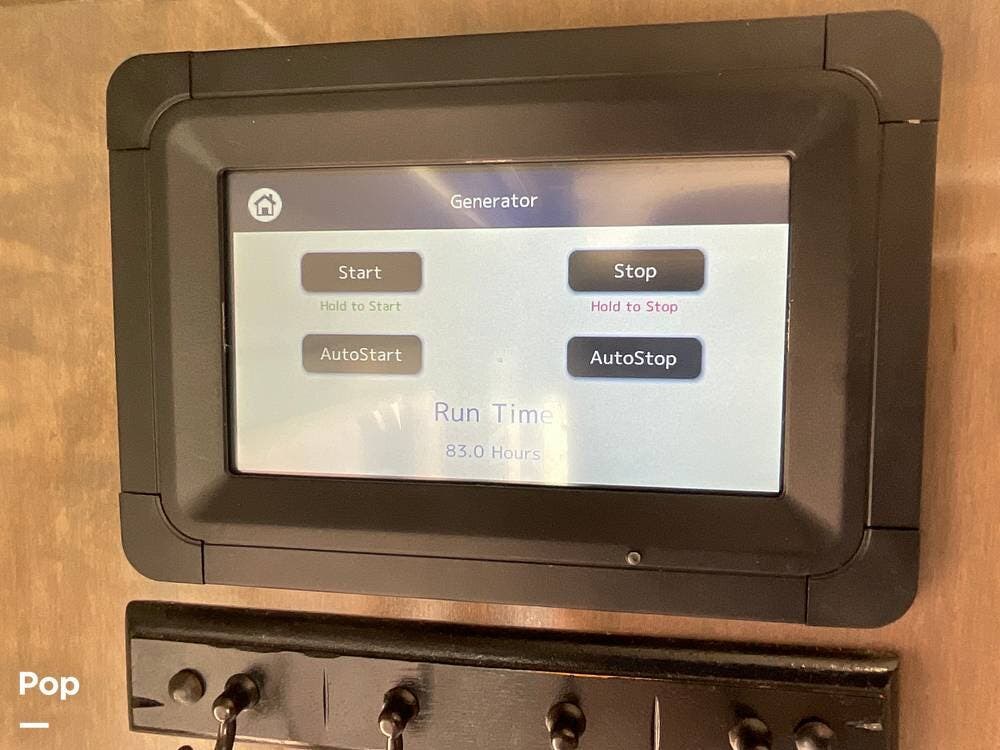 Generator
Start
Stop
Hold to Start
Hold to Stop
AutoStart
AutoStop
Run Time
83.0 Hours
Pop